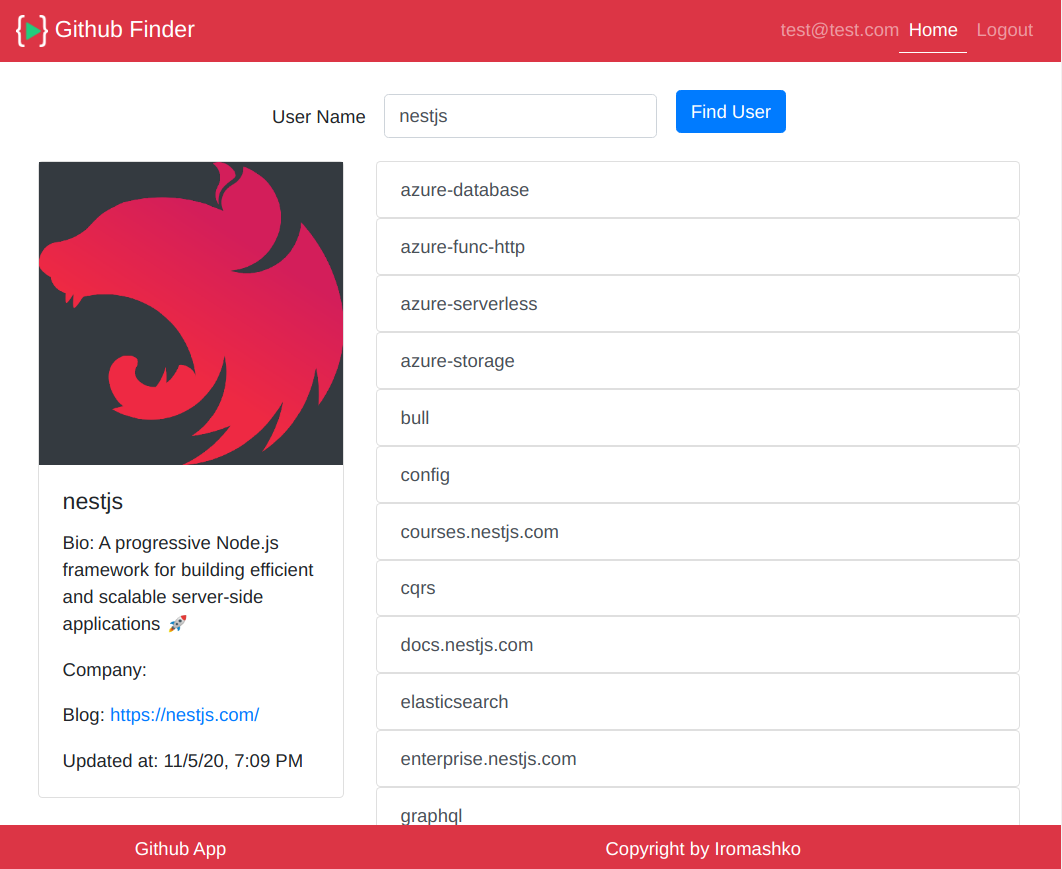 Github Finder
test@test.com Home Logout
User Name nestjs Find User
nestjs
Bio: A progressive Node.js
framework for building efficient
and scalable server-side
applications 🚀
Company:
Blog: https://nestjs.com/
Updated at: 11/5/20, 7:09 PM
azure-database
azure-func-http
azure-serverless
azure-storage
bull
config
courses.nestjs.com
cqrs
docs.nestjs.com
elasticsearch
enterprise.nestjs.com
graphql
Github App
Copyright by Iromashko